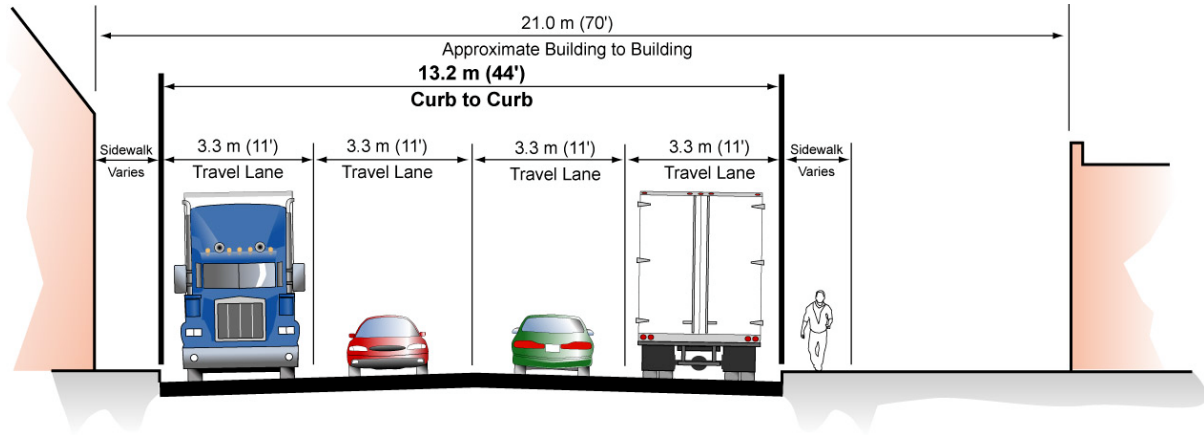 21.0 m (70')
Approximate Building to Building
13.2 m (44')
Curb to Curb
Sidewalk
Varies
3.3 m (11')
Travel Lane
3.3 m (11')
Travel Lane
3.3 m (11')
Travel Lane
3.3 m (11')
Travel Lane
Sidewalk
Varies